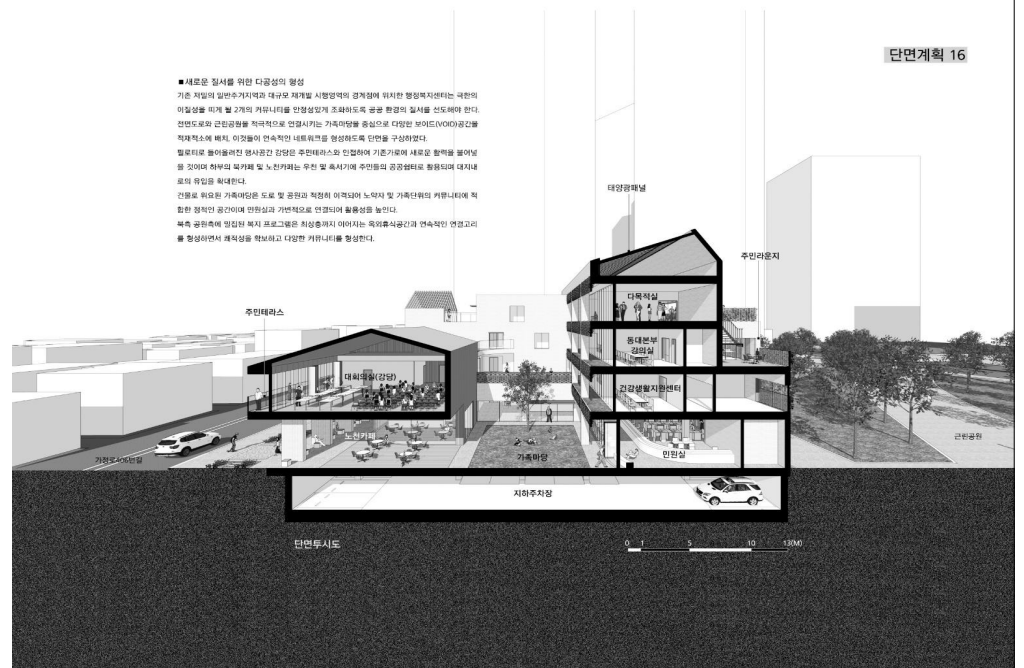 단면계획 16
■새로운 질서를 위한 다공성의 형성
기존 저밀의 일반주거지역과 대규모 재개발 시행영역의 경계점에 위치한 행정복지센터는 극한의
이질성을 띠게 될 2개의 커뮤니티를 안정성있게 조화하도록 공공 환경의 질서를 선도해야 한다.
전면도로와 근린공원을 적극적으로 연결시키는 가족마당을 중심으로 다양한 보이드(VOID)공간을
적재적소에 배치, 이것들이 연속적인 네트워크를 형성하도록 단면을 구상하였다.
필로티로 들어올려진 행사공간 강당은 주민테라스와 인접하여 기존가로에 새로운 활력을 불어넣
을 것이며 하부의 북카페 및 노천카페는 우천 및 혹서기에 주민들의 공공쉼터로 활용되며 대지내
로의 유입을 확대한다.
건물로 위요된 가족마당은 도로 및 공원과 적정히 이격되어 노약자 및 가족단위의 커뮤니티에 적
합한 정적인 공간이며 민원실과 가변적으로 연결되어 활용성을 높인다.
북측 공원측에 밀집된 복지 프로그램은 최상층까지 이어지는 옥외휴식공간과 연속적인 연결고리
를 형성하면서 쾌적성을 확보하고 다양한 커뮤니티를 형성한다.
태양광패널
주민라운지
다목적실
주민테라스
동대본부
강의실
대회의실(강당)
건강생활지원센터
노천카페
근린공원
가정로406번길
가족마당
민원실
지하주차장
단면투시도
0 1 5 10 13(M)